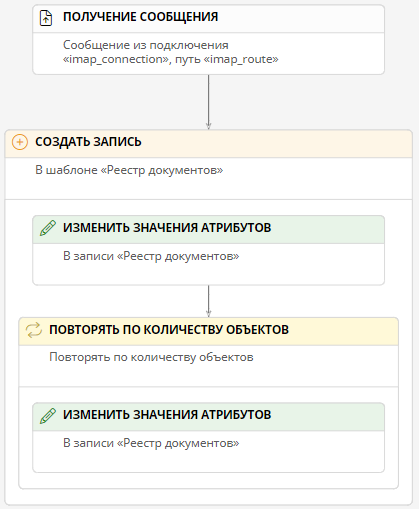 ПОЛУЧЕНИЕ СООБЩЕНИЯ
Сообщение из подключения
«imap_connection», путь «imap_route»
СОЗДАТЬ ЗАПИСЬ
В шаблоне «Реестр документов»
ИЗМЕНИТЬ ЗНАЧЕНИЯ АТРИБУТОВ
В записи «Реестр документов»
ПОВТОРЯТЬ ПО КОЛИЧЕСТВУ ОБЪЕКТОВ
Повторять по количеству объектов
ИЗМЕНИТЬ ЗНАЧЕНИЯ АТРИБУТОВ
В записи «Реестр документов»